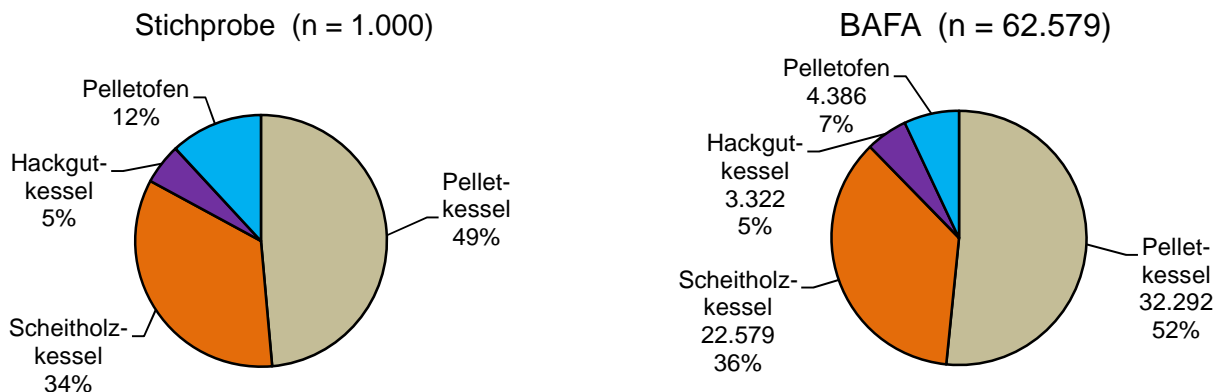 Stichprobe (n = 1.000)
Pelletofen
12%
Hackgut-
kessel
5%
Pellet-
kessel
49%
Scheitholz-
kessel
34%
BAFA (n = 62.579)
Pelletofen
4.386
7%
Hackgut-
kessel
3.322
5%
Scheitholz-
kessel
22.579
36%
Pellet-
kessel
32.292
52%